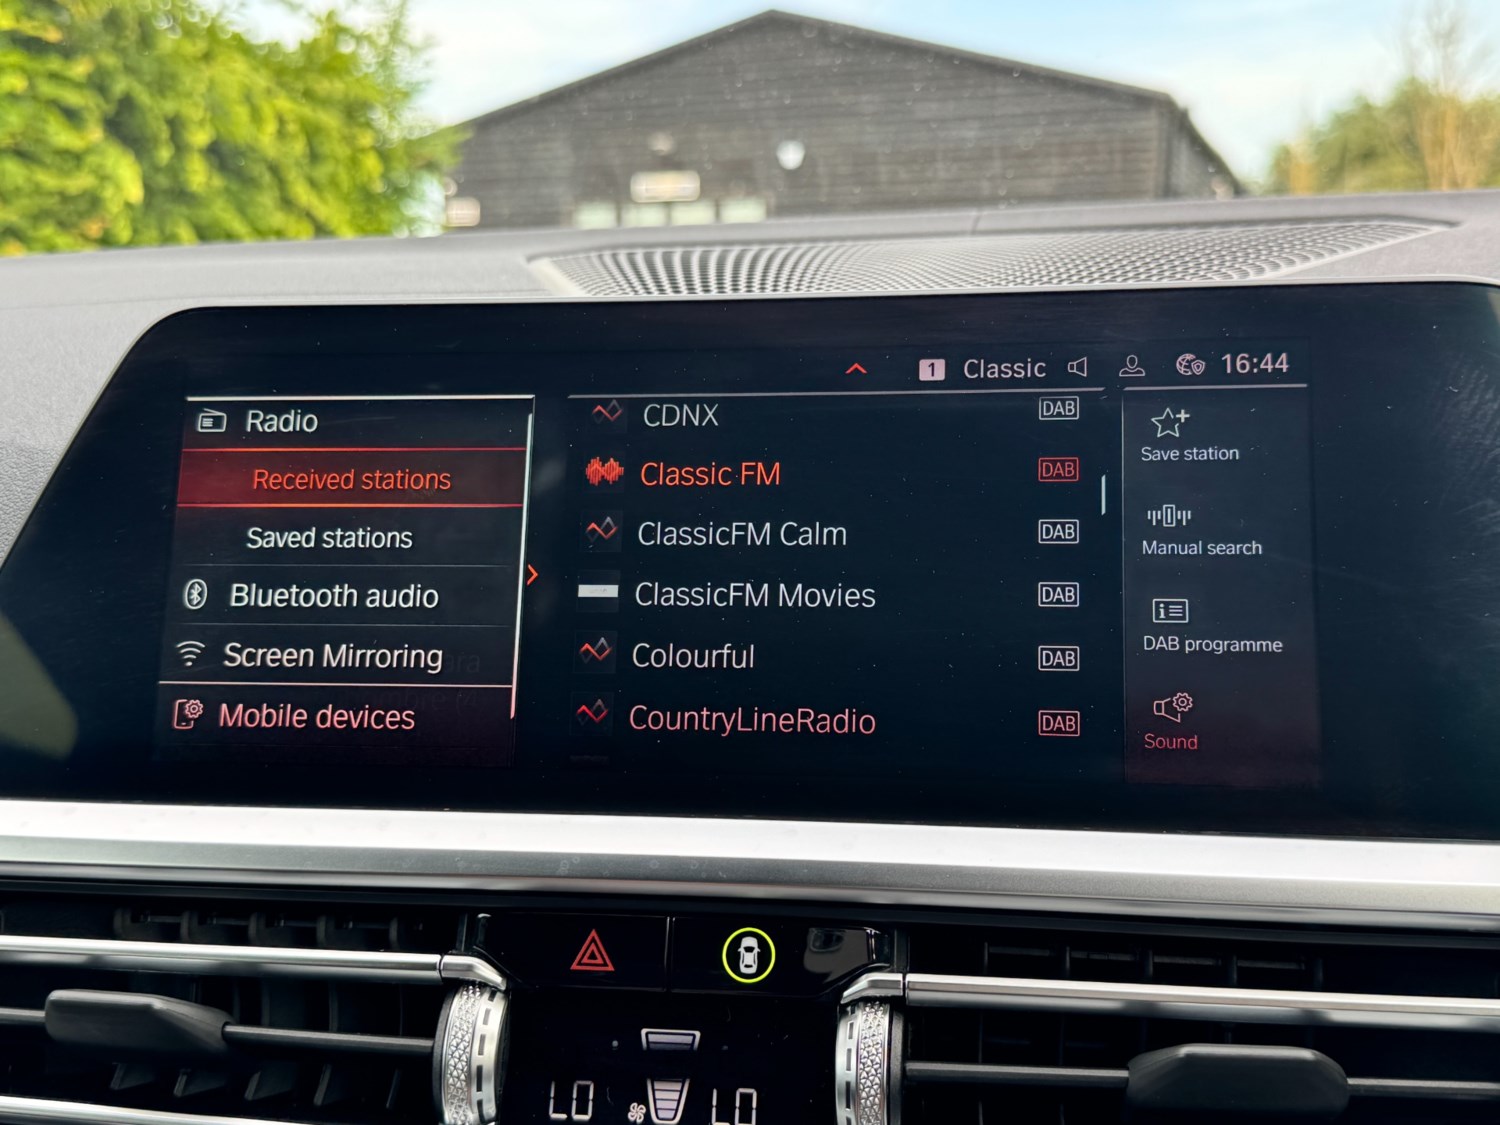 1 Classic 16:44
Radio
Received stations
Saved stations
Bluetooth audio
Screen Mirroring
Mobile devices
CDNX DAB
Classic FM DAB
ClassicFM Calm DAB
ClassicFM Movies DAB
Colourful DAB
CountryLineRadio DAB
Save station
Manual search
DAB programme
Sound
LO LO